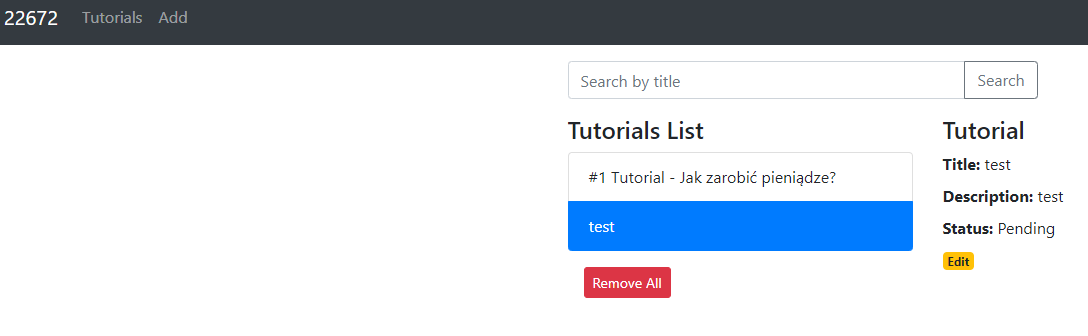 22672 Tutorials Add
Search by title Search
Tutorials List
#1 Tutorial - Jak zarobić pieniądze?
test
Remove All
Tutorial
Title: test
Description: test
Status: Pending
Edit